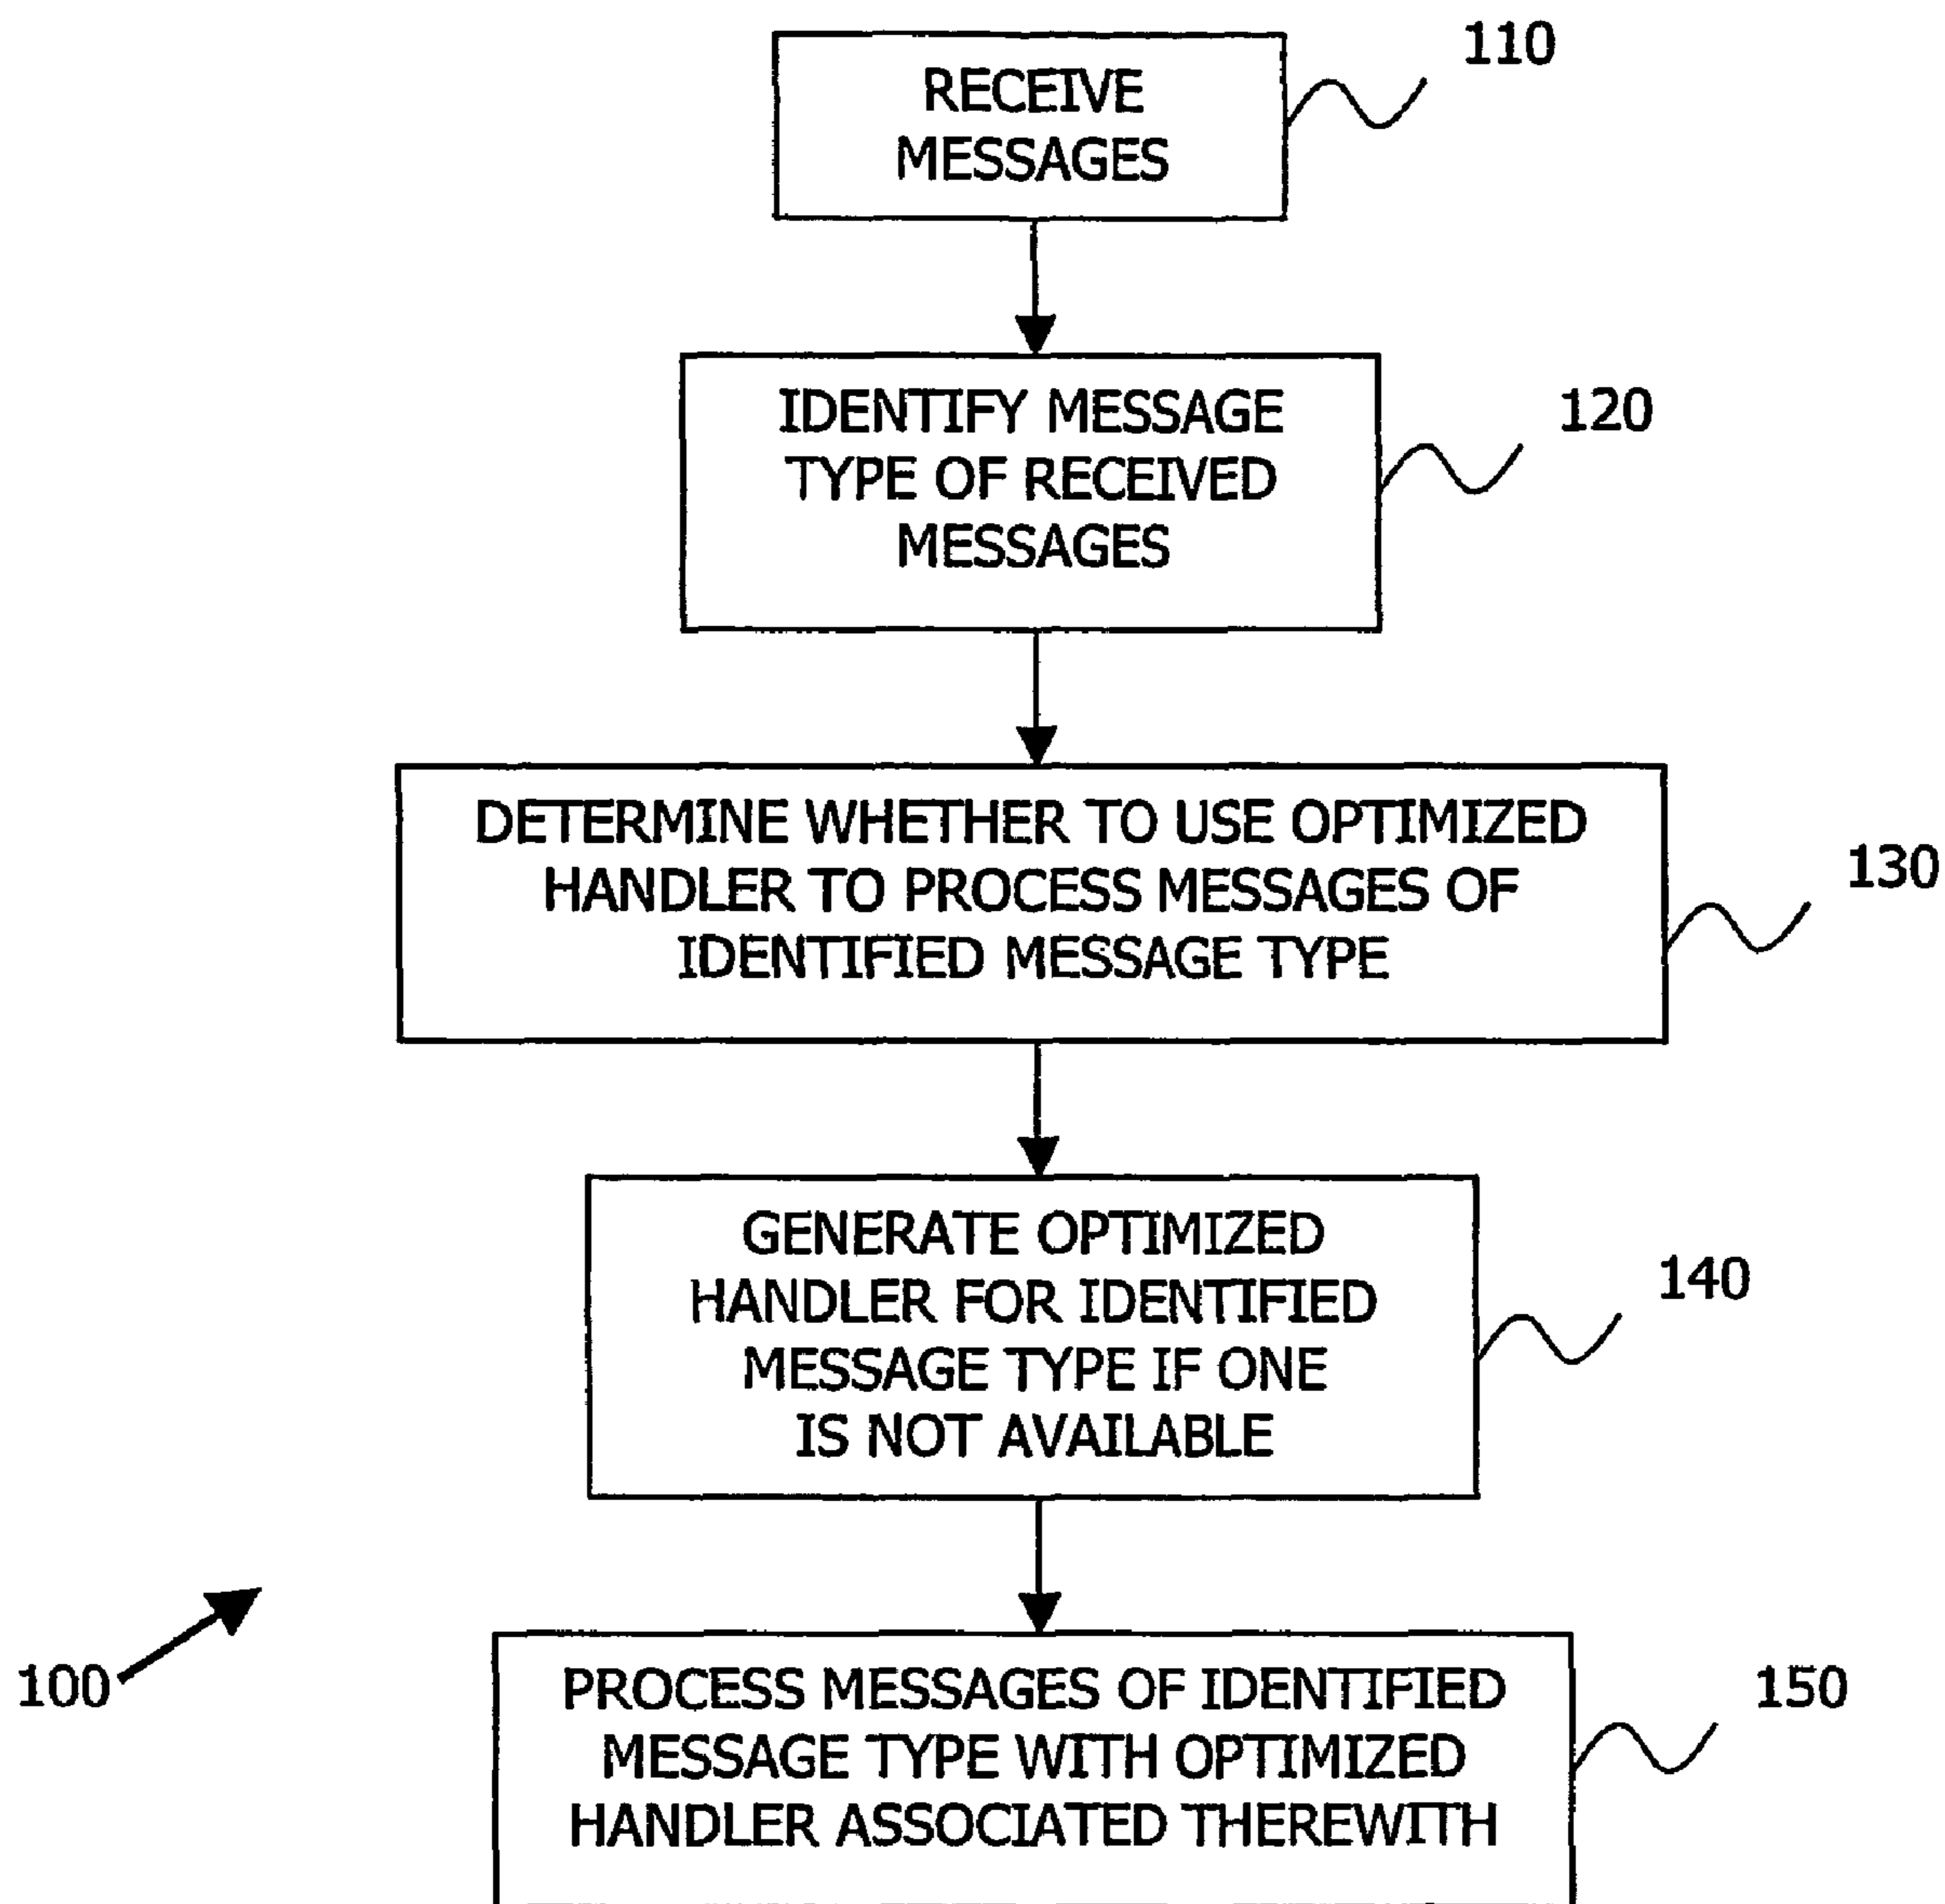 110
RECEIVE
MESSAGES
120
IDENTIFY MESSAGE
TYPE OF RECEIVED
MESSAGES
130
DETERMINE WHETHER TO USE OPTIMIZED
HANDLER TO PROCESS MESSAGES OF
IDENTIFIED MESSAGE TYPE
140
GENERATE OPTIMIZED
HANDLER FOR IDENTIFIED
MESSAGE TYPE IF ONE
IS NOT AVAILABLE
100
150
PROCESS MESSAGES OF IDENTIFIED
MESSAGE TYPE WITH OPTIMIZED
HANDLER ASSOCIATED THEREWITH